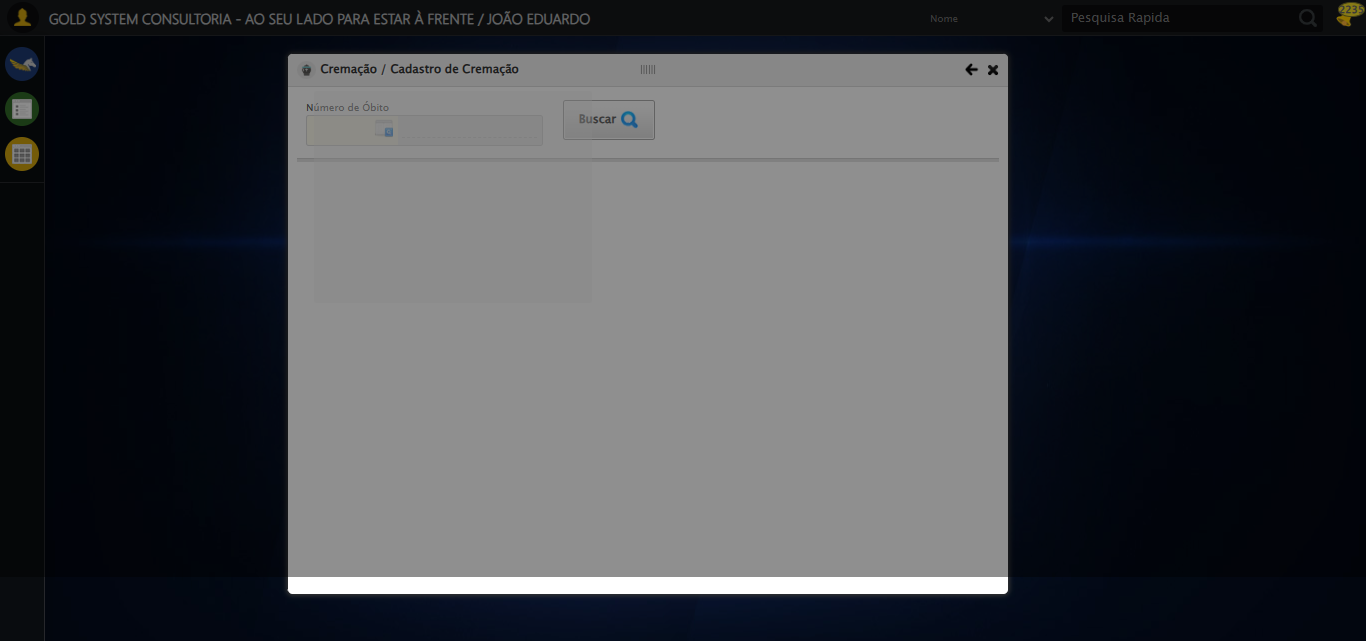 GOLD SYSTEM CONSULTORIA - AO SEU LADO PARA ESTAR À FRENTE / JOÃO EDUARDO
Nome
Pesquisa Rapida
2235
Cremação / Cadastro de Cremação
Número de Óbito
Buscar